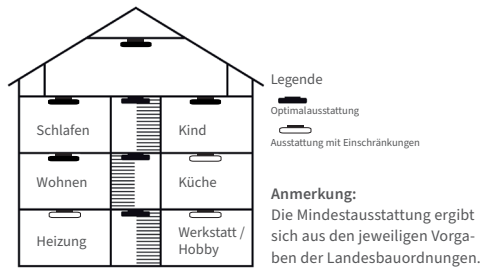 Legende
Optimalausstattung
Ausstattung mit Einschränkungen
Schlafen
Kind
Wohnen
Küche
Heizung
Werkstatt /
Hobby
Anmerkung:
Die Mindestausstattung ergibt
sich aus den jeweiligen Vorga-
ben der Landesbauordnungen.